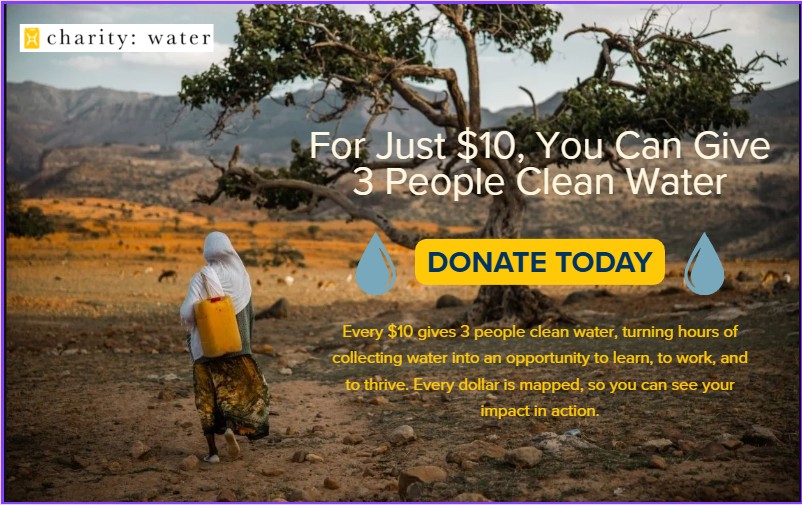 charity: water
For Just $10, You Can Give
3 People Clean Water
DONATE TODAY
Every $10 gives 3 people clean water, turning hours of
collecting water into an opportunity to learn, to work, and
to thrive. Every dollar is mapped, so you can see your
impact in action.